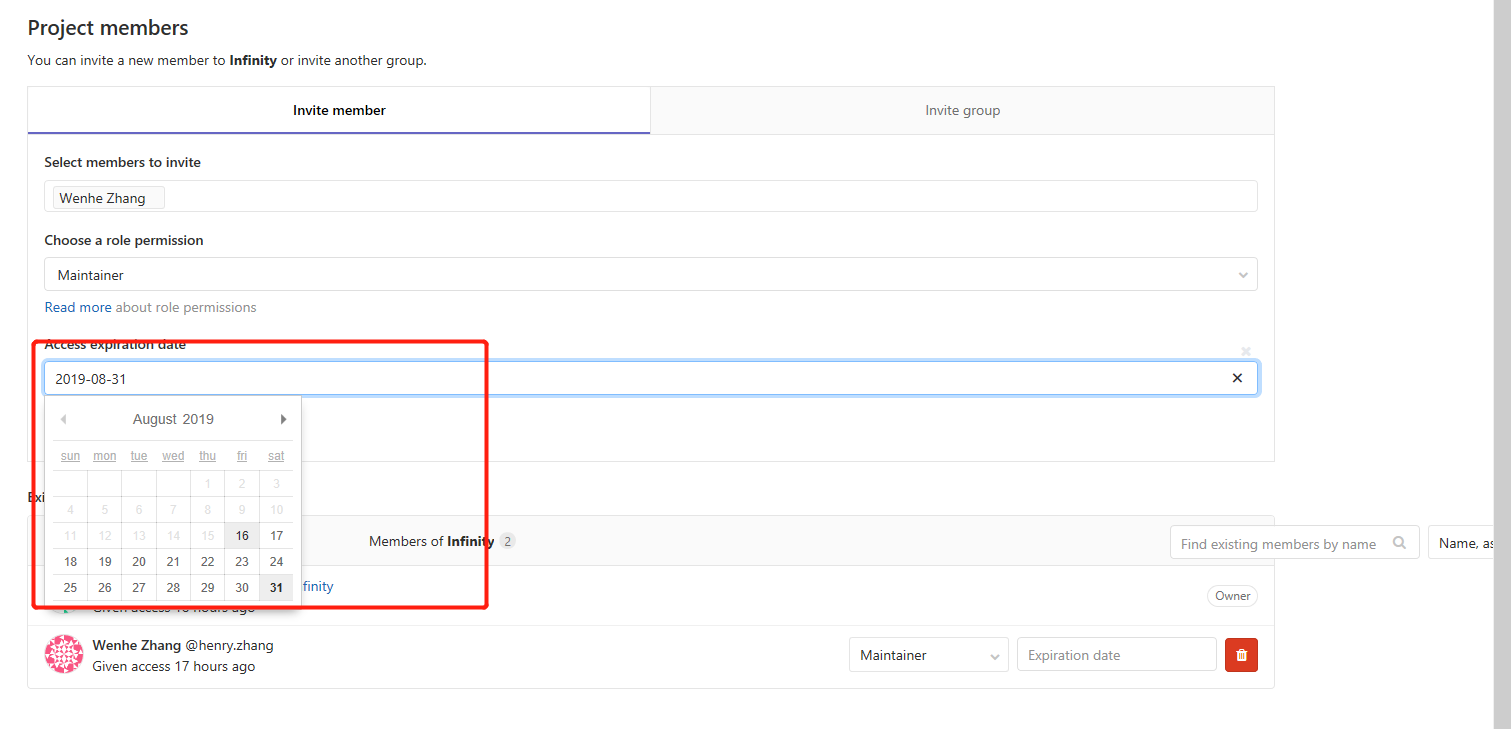 Project members
You can invite a new member to Infinity or invite another group.
Invite member
Invite group
Select members to invite
Wenhe Zhang
Choose a role permission
Maintainer
Read more about role permissions
Access expiration date
2019-08-31
August 2019
sun mon tue wed thu fri sat
1 2 3
4 5 6 7 8 9 10
11 12 13 14 15 16 17
18 19 20 21 22 23 24
25 26 27 28 29 30 31
Exi
Members of Infinity 2
Find existing members by name
Name, as
finity
Given access 16 hours ago
Owner
Wenhe Zhang @henry.zhang
Given access 17 hours ago
Maintainer
Expiration date